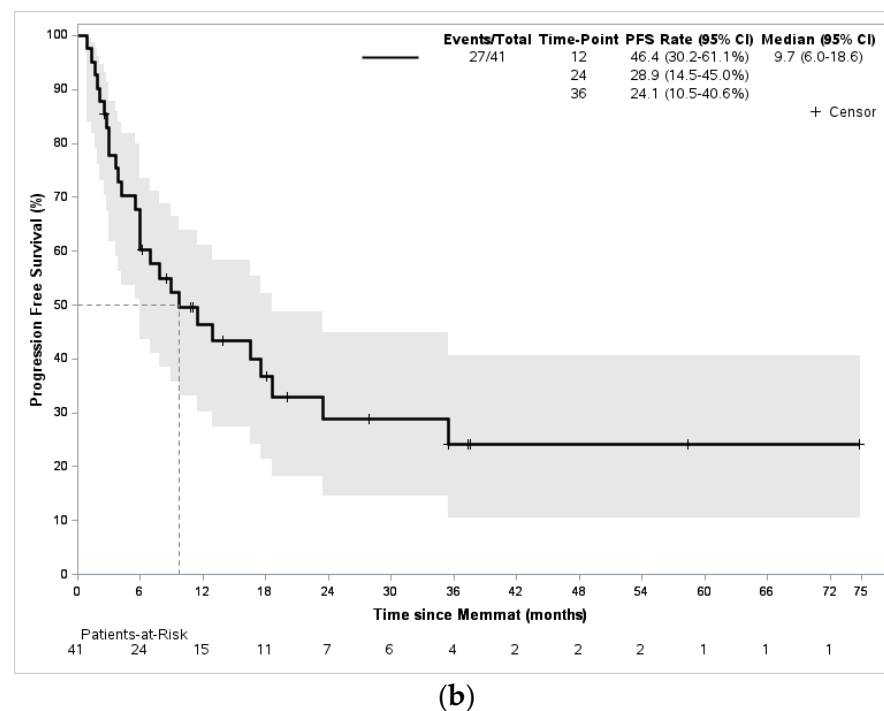 Events/Total Time-Point PFS Rate (95% CI) Median (95% CI)
27/41 12 46.4 (30.2-61.1%) 9.7 (6.0-18.6)
24 28.9 (14.5-45.0%)
36 24.1 (10.5-40.6%)
+ Censor
Progression Free Survival (%)
100
90
80
70
60
50
40
30
20
10
0
0 6 12 18 24 30 36 42 48 54 60 66 72 75
Time since Memmat (months)
Patients-at-Risk
41 24 15 11 7 6 4 2 2 2 1 1 1
(b)